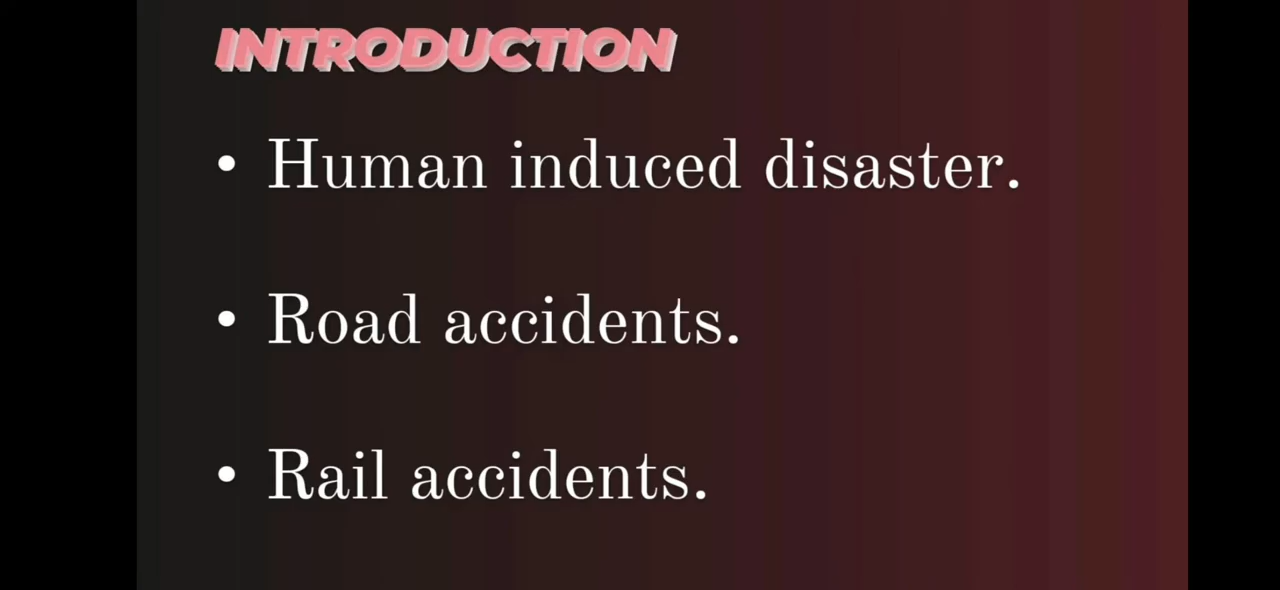 INTRODUCTION
• Human induced disaster.
• Road accidents.
• Rail accidents.